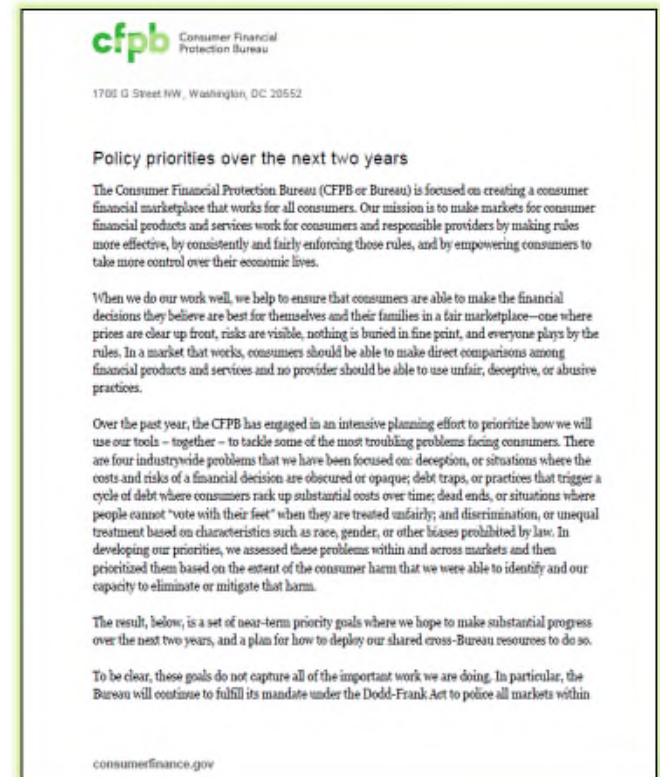 cfpb Consumer Financial
Protection Bureau
1700 G Street NW, Washington, DC 20552
Policy priorities over the next two years
The Consumer Financial Protection Bureau (CFPB or Bureau) is focused on creating a consumer
financial marketplace that works for all consumers. Our mission is to make markets for consumer
financial products and services work for consumers and responsible providers by making rules
more effective, by consistently and fairly enforcing those rules, and by empowering consumers to
take more control over their economic lives.
When we do our work well, we help to ensure that consumers are able to make the financial
decisions they believe are best for themselves and their families in a fair marketplace—one where
prices are clear up front, risks are visible, nothing is buried in fine print, and everyone plays by the
rules. In a market that works, consumers should be able to make direct comparisons among
financial products and services and no provider should be able to use unfair, deceptive, or abusive
practices.
Over the past year, the CFPB has engaged in an intensive planning effort to prioritize how we will
use our tools – together – to tackle some of the most troubling problems facing consumers. There
are four industrywide problems that we have been focused on: deception, or situations where the
costs and risks of a financial decision are obscured or opaque; debt traps, or practices that trigger a
cycle of debt where consumers rack up substantial costs over time; dead ends, or situations where
people cannot "vote with their feet" when they are treated unfairly; and discrimination, or unequal
treatment based on characteristics such as race, gender, or other biases prohibited by law. In
developing our priorities, we assessed these problems within and across markets and then
prioritized them based on the extent of the consumer harm that we were able to identify and our
capacity to eliminate or mitigate that harm.
The result, below, is a set of near-term priority goals where we hope to make substantial progress
over the next two years, and a plan for how to deploy our shared cross-Bureau resources to do so.
To be clear, these goals do not capture all of the important work we are doing. In particular, the
Bureau will continue to fulfill its mandate under the Dodd-Frank Act to police all markets within
consumerfinance.gov